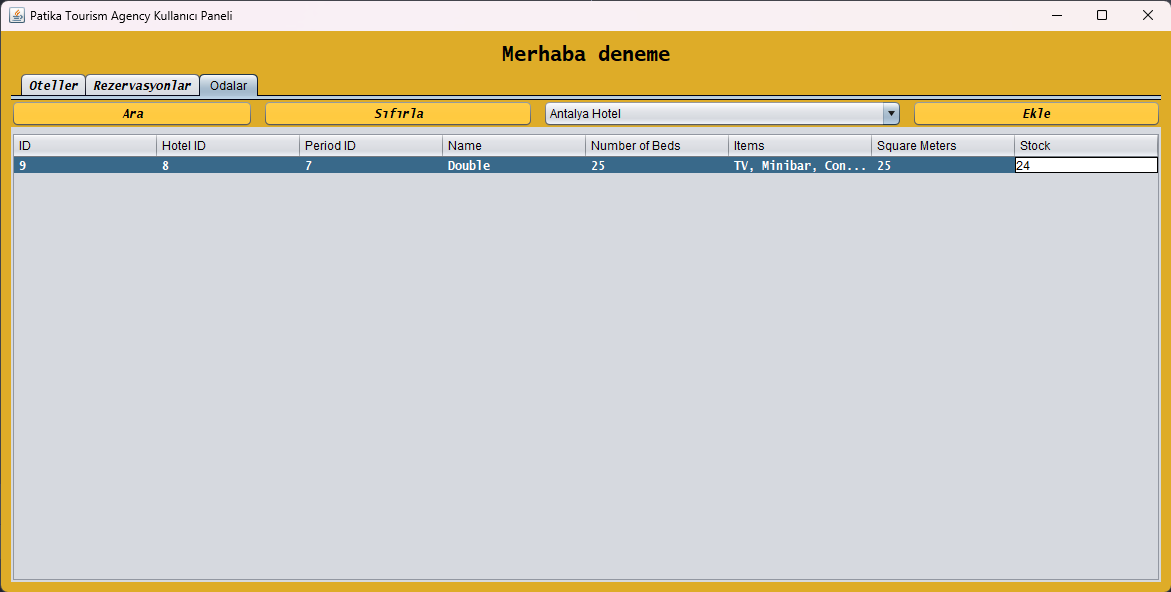 Patika Tourism Agency Kullanıcı Paneli
Merhaba deneme
Oteller Rezervasyonlar Odalar
Ara Sıfırla Antalya Hotel Ekle
ID Hotel ID Period ID Name Number of Beds Items Square Meters Stock
9 8 7 Double 25 TV, Minibar, Con... 25 24